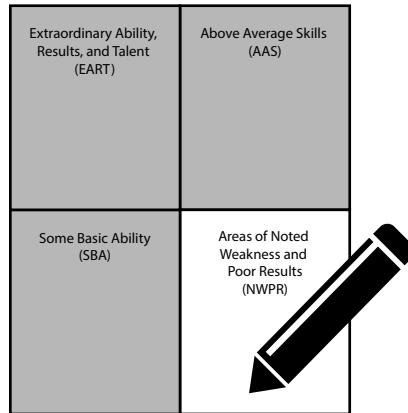 Extraordinary Ability,
Results, and Talent
(EART)
Above Average Skills
(AAS)
Some Basic Ability
(SBA)
Areas of Noted
Weakness and
Poor Results
(NWPR)